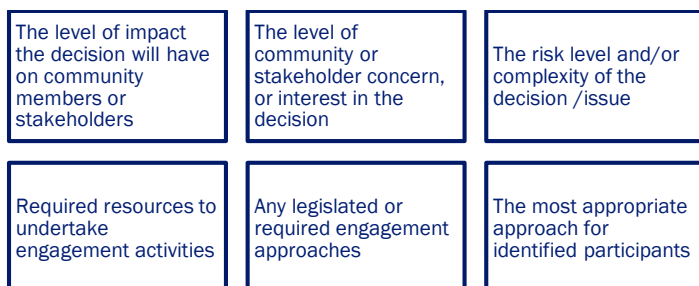 The level of impact
the decision will have
on community
members or
stakeholders
The level of
community or
stakeholder concern,
or interest in the
decision
The risk level and/or
complexity of the
decision /issue
Required resources to
undertake
engagement activities
Any legislated or
required engagement
approaches
The most appropriate
approach for
identified participants